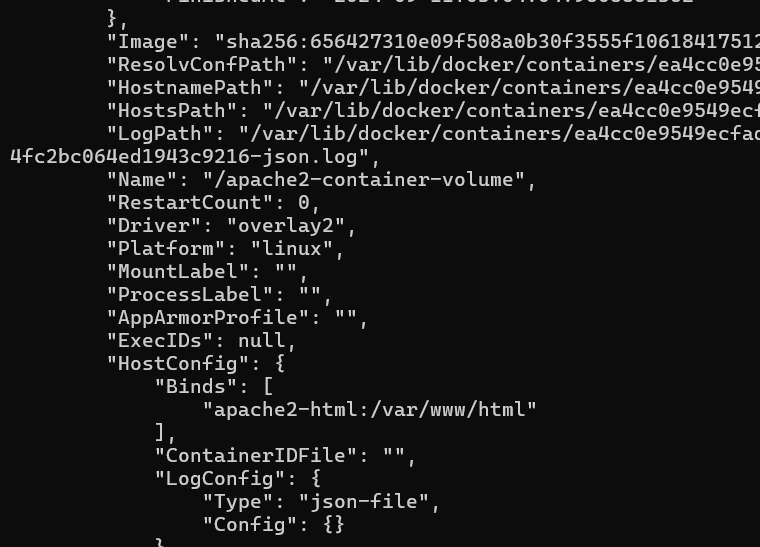 },
"Image": "sha256:656427310e09f508a0b30f3555f10618417512
"ResolvConfPath": "/var/lib/docker/containers/ea4cc0e95
"HostnamePath": "/var/lib/docker/containers/ea4cc0e9549
"HostsPath": "/var/lib/docker/containers/ea4cc0e9549ecf
"LogPath": "/var/lib/docker/containers/ea4cc0e9549ecfad
4fc2bc064ed1943c9216-json.log",
"Name": "/apache2-container-volume",
"RestartCount": 0,
"Driver": "overlay2",
"Platform": "linux",
"MountLabel": "",
"ProcessLabel": "",
"AppArmorProfile": "",
"ExecIDs": null,
"HostConfig": {
"Binds": [
"apache2-html:/var/www/html"
],
"ContainerIDFile": "",
"LogConfig": {
"Type": "json-file",
"Config": {}
}